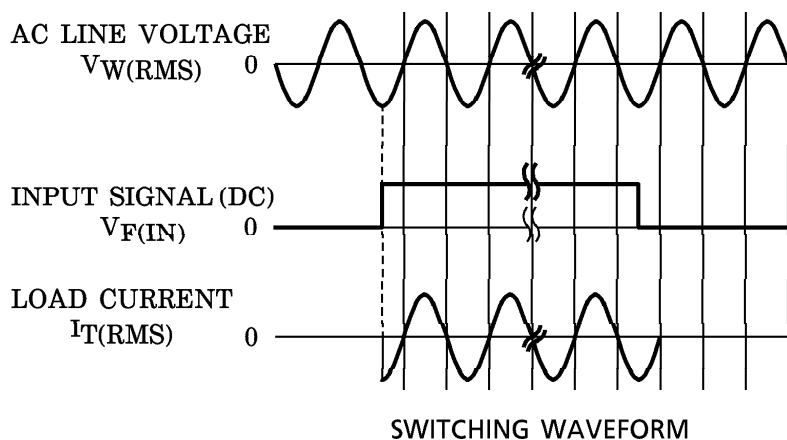 AC LINE VOLTAGE
VW(RMS) 0
INPUT SIGNAL (DC)
VF(IN) 0
LOAD CURRENT
IT(RMS) 0
SWITCHING WAVEFORM